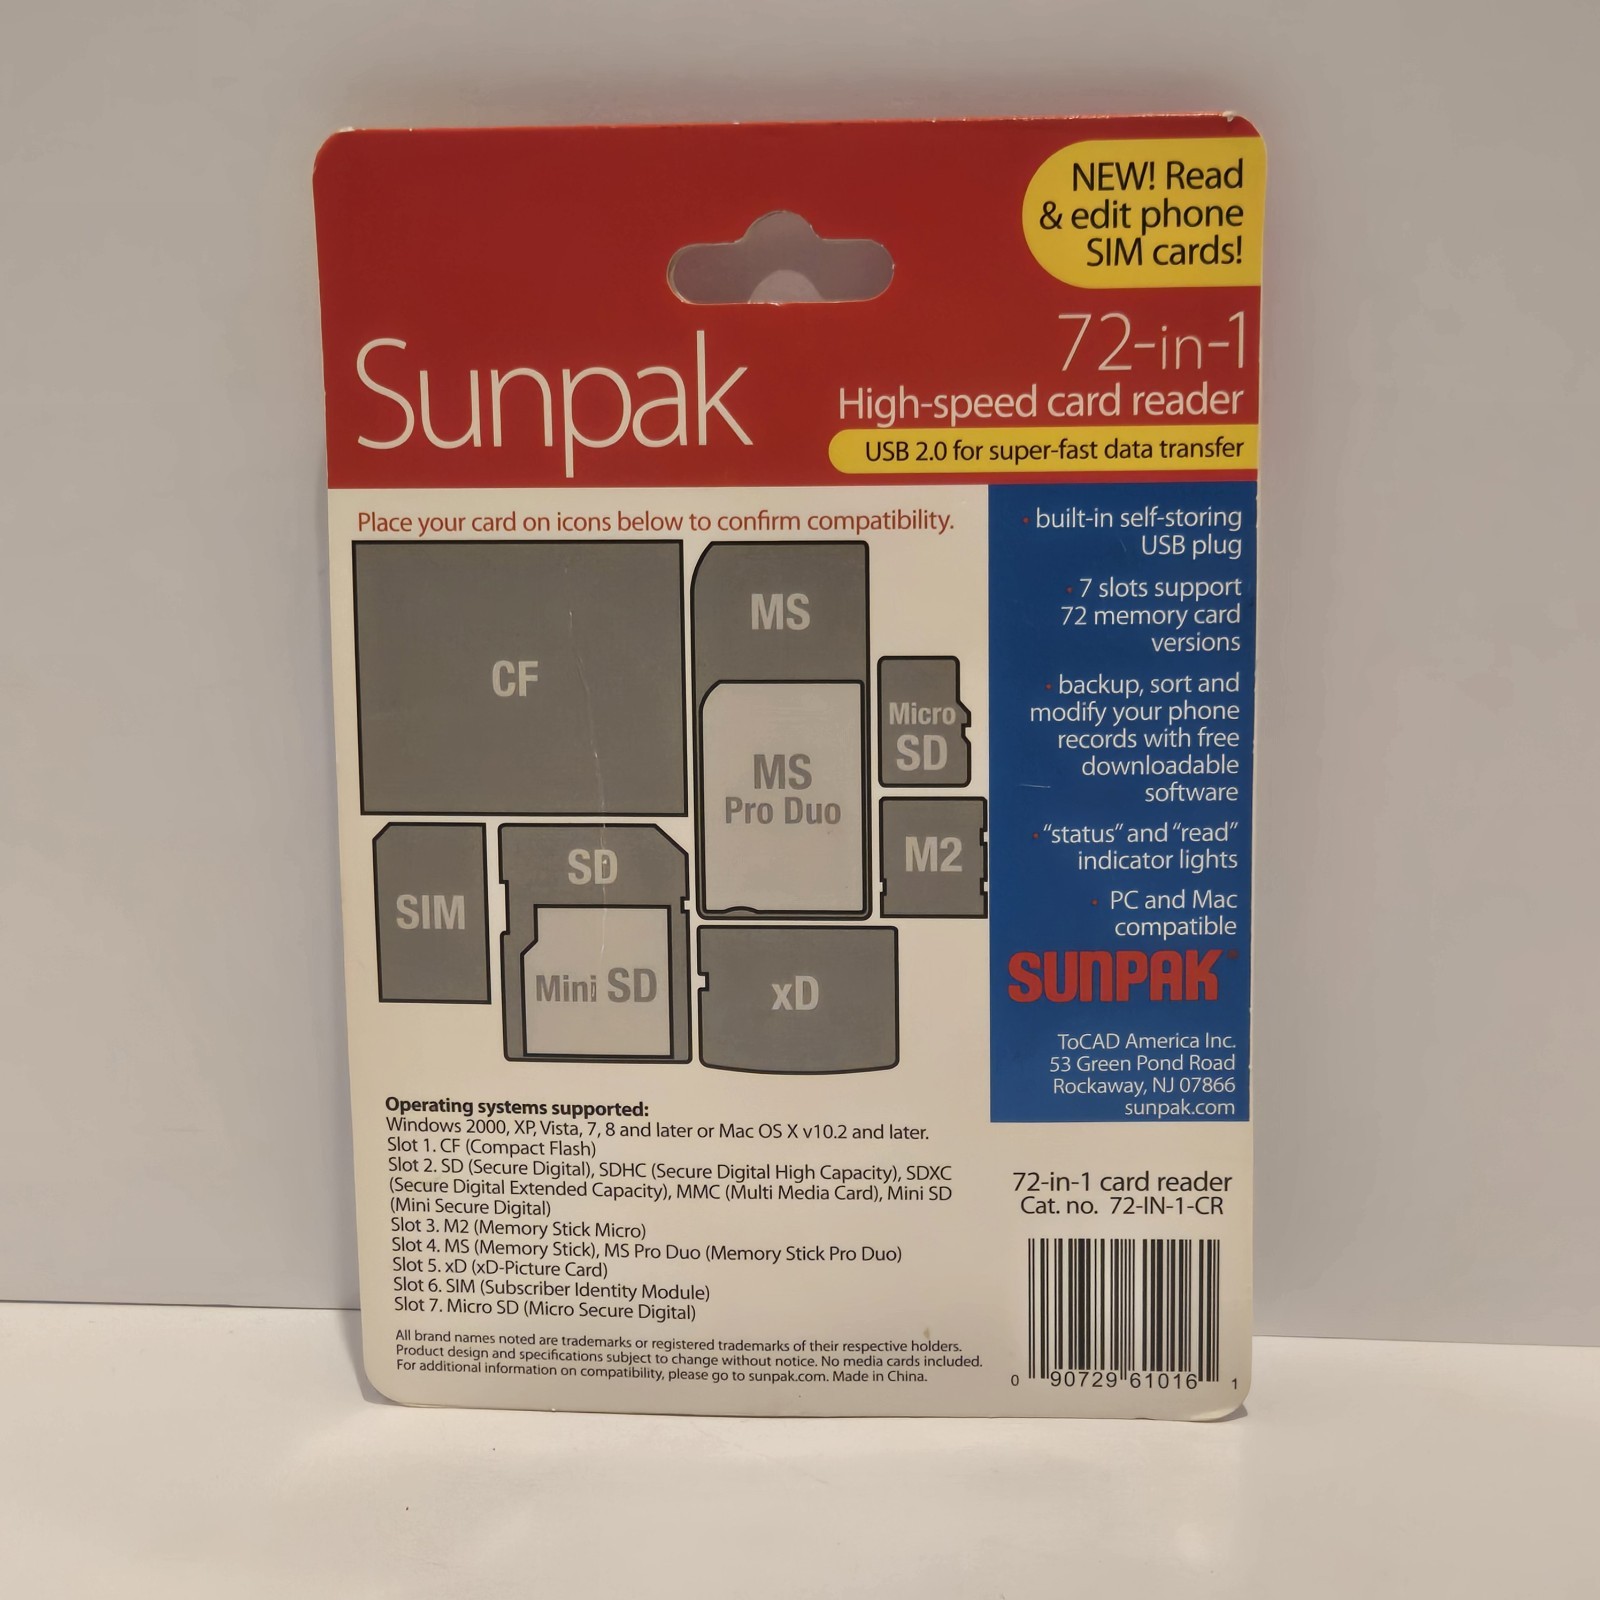 NEW! Read
& edit phone
SIM cards!
Sunpak
72-in-1
High-speed card reader
USB 2.0 for super-fast data transfer
Place your card on icons below to confirm compatibility.
CF
MS
MS
Pro Duo
Micro
SD
M2
SIM
SD
Mini SD
xD
• built-in self-storing
USB plug
• 7 slots support
72 memory card
versions
• backup, sort and
modify your phone
records with free
downloadable
software
• “status” and “read”
indicator lights
• PC and Mac
compatible
SUNPAK®
ToCAD America Inc.
53 Green Pond Road
Rockaway, NJ 07866
sunpak.com
Operating systems supported:
Windows 2000, XP, Vista, 7, 8 and later or Mac OS X v10.2 and later.
Slot 1. CF (Compact Flash)
Slot 2. SD (Secure Digital), SDHC (Secure Digital High Capacity), SDXC
(Secure Digital Extended Capacity), MMC (Multi Media Card), Mini SD
(Mini Secure Digital)
Slot 3. M2 (Memory Stick Micro)
Slot 4. MS (Memory Stick), MS Pro Duo (Memory Stick Pro Duo)
Slot 5. xD (xD-Picture Card)
Slot 6. SIM (Subscriber Identity Module)
Slot 7. Micro SD (Micro Secure Digital)
All brand names noted are trademarks or registered trademarks of their respective holders.
Product design and specifications subject to change without notice. No media cards included.
For additional information on compatibility, please go to sunpak.com. Made in China.
72-in-1 card reader
Cat. no. 72-IN-1-CR
0 90729 61016 1